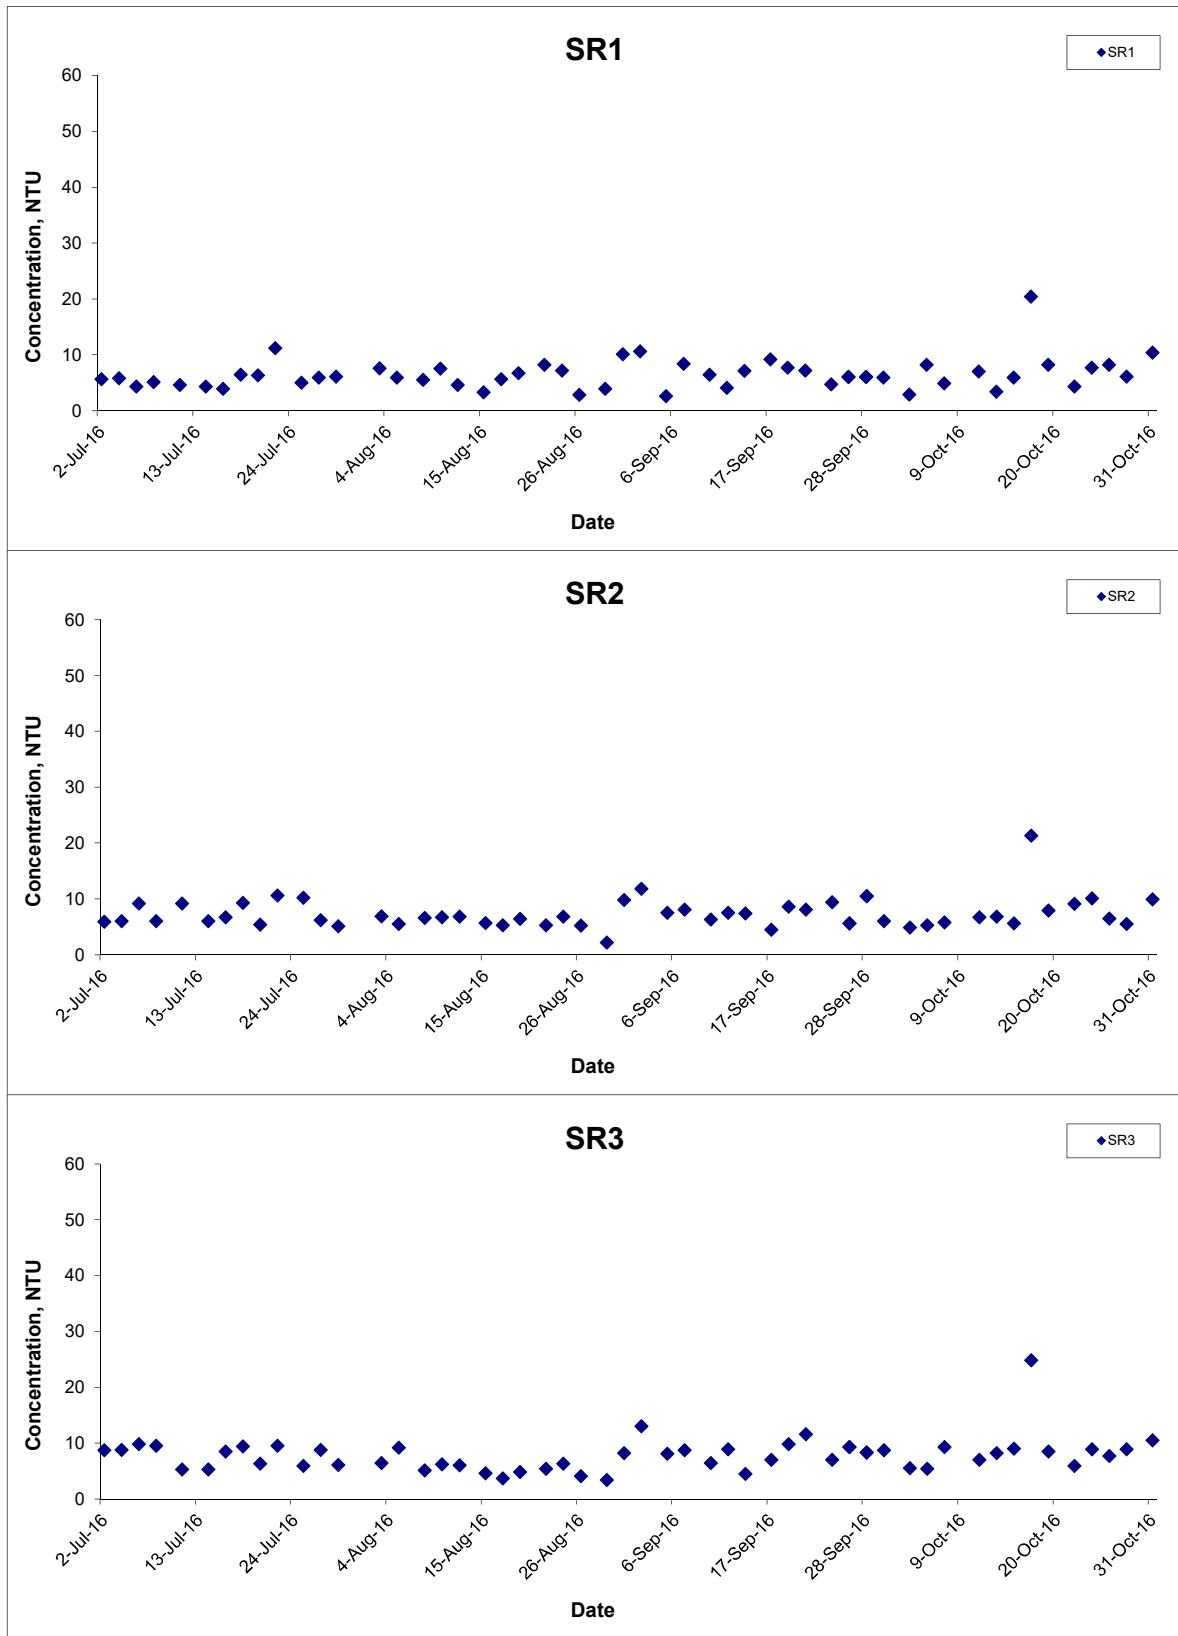 SR1
SR1
60
50
40
30
20
10
0
Concentration, NTU
2-Jul-16
13-Jul-16
24-Jul-16
4-Aug-16
15-Aug-16
26-Aug-16
6-Sep-16
17-Sep-16
28-Sep-16
9-Oct-16
20-Oct-16
31-Oct-16
Date
SR2
SR2
60
50
40
30
20
10
0
Concentration, NTU
2-Jul-16
13-Jul-16
24-Jul-16
4-Aug-16
15-Aug-16
26-Aug-16
6-Sep-16
17-Sep-16
28-Sep-16
9-Oct-16
20-Oct-16
31-Oct-16
Date
SR3
SR3
60
50
40
30
20
10
0
Concentration, NTU
2-Jul-16
13-Jul-16
24-Jul-16
4-Aug-16
15-Aug-16
26-Aug-16
6-Sep-16
17-Sep-16
28-Sep-16
9-Oct-16
20-Oct-16
31-Oct-16
Date